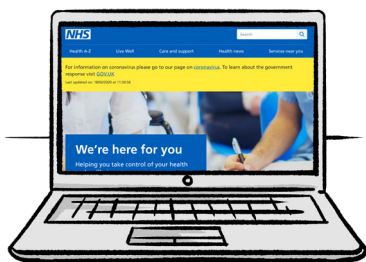 NHS
Search
Health A-Z Live Well Care and support Health news Services near you
For information on coronavirus please go to our page on coronavirus. To learn about the government
response visit GOV.UK
We're here for you
Helping you take control of your health